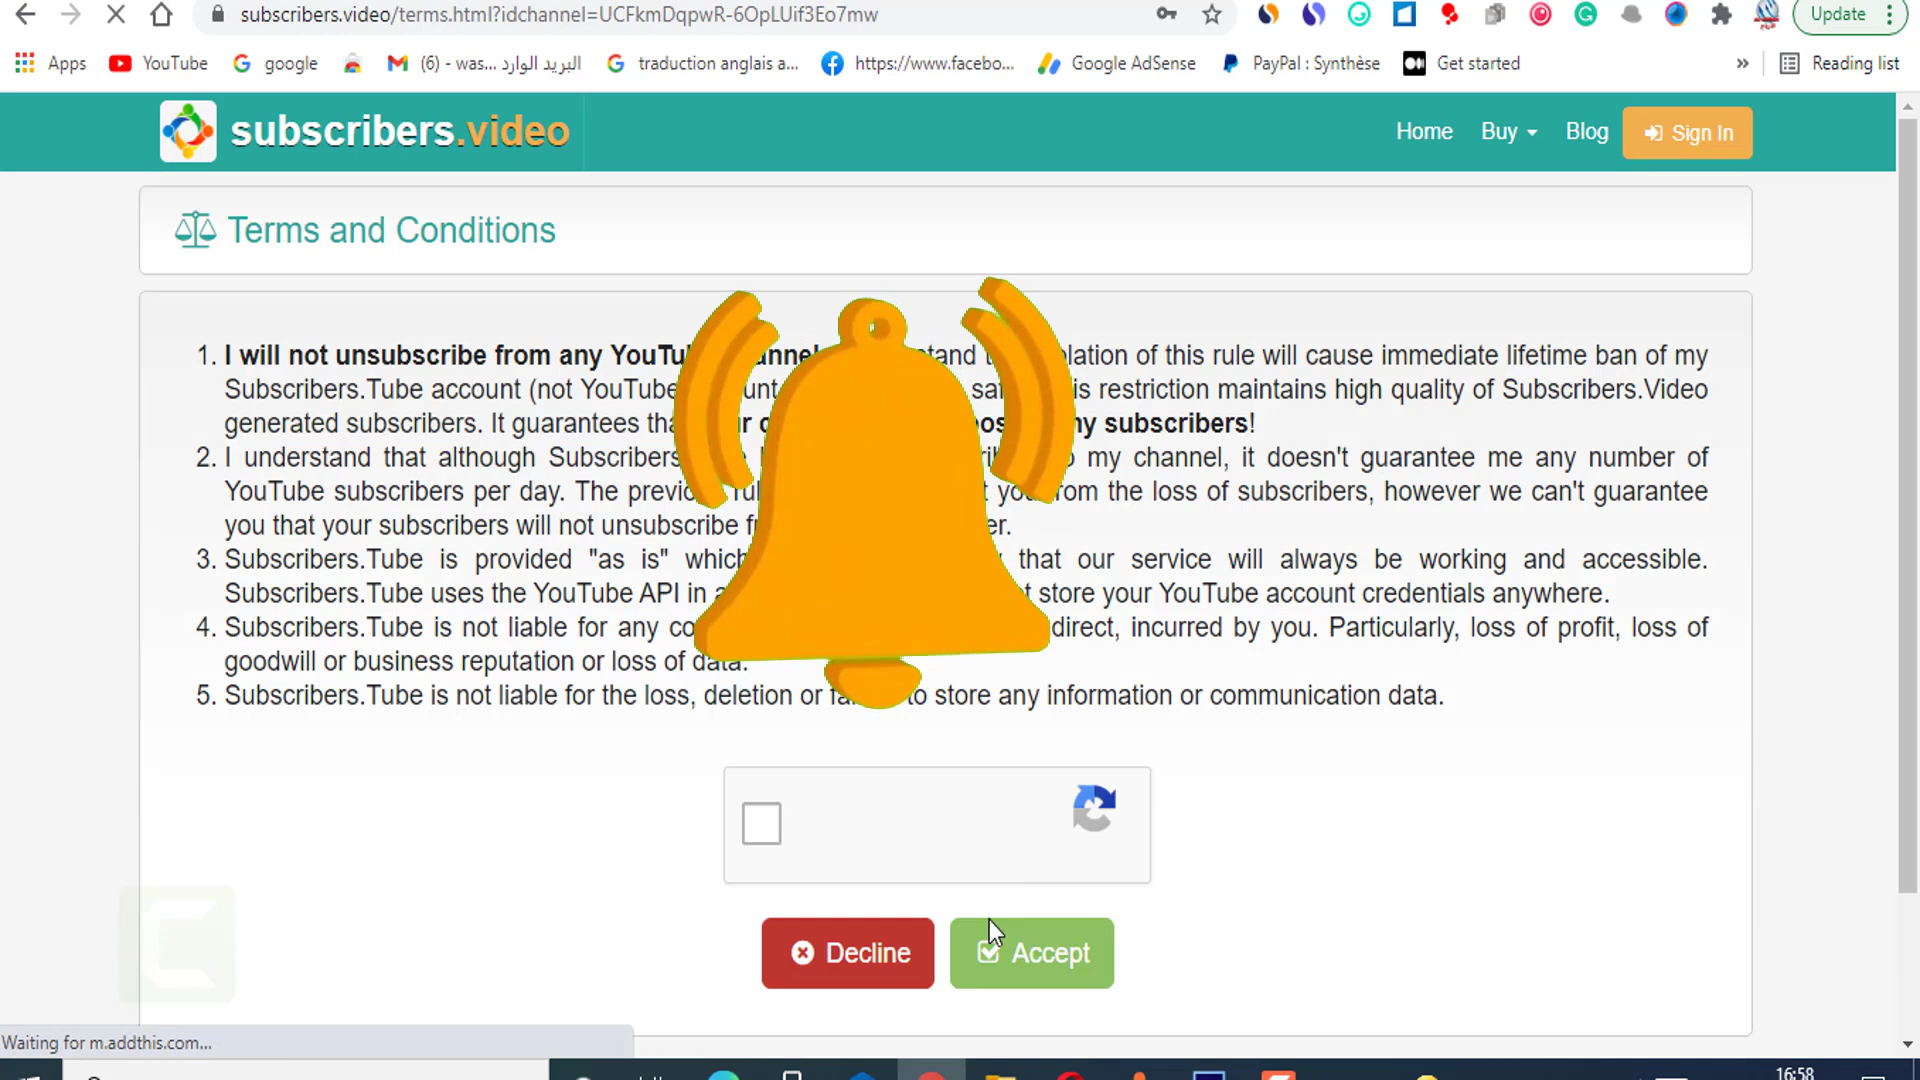 subscribers.video/terms.html?idchannel=UCFkmDqpwR-6OpLUif3Eo7mw
Update
Apps YouTube google (6) - was... البريد الوارد traduction anglais a... https://www.facebo... Google AdSense PayPal : Synthèse Get started » Reading list
subscribers.video Home Buy Blog Sign In
Terms and Conditions
1. I will not unsubscribe from any YouTu nnel lation of this rule will cause immediate lifetime ban of my
Subscribers.Tube account (not YouTube is restriction maintains high quality of Subscribers.Video
generated subscribers. It guarantees tha my subscribers!
2. I understand that although Subscribers my channel, it doesn't guarantee me any number of
YouTube subscribers per day. The previ from the loss of subscribers, however we can't guarantee
you that your subscribers will not unsubscribe
3. Subscribers.Tube is provided "as is" which that our service will always be working and accessible.
Subscribers.Tube uses the YouTube API in store your YouTube account credentials anywhere.
4. Subscribers.Tube is not liable for any direct, incurred by you. Particularly, loss of profit, loss of
goodwill or business reputation or loss of data.
5. Subscribers.Tube is not liable for the loss, deletion or to store any information or communication data.
Decline Accept
Waiting for m.addthis.com...
16:58